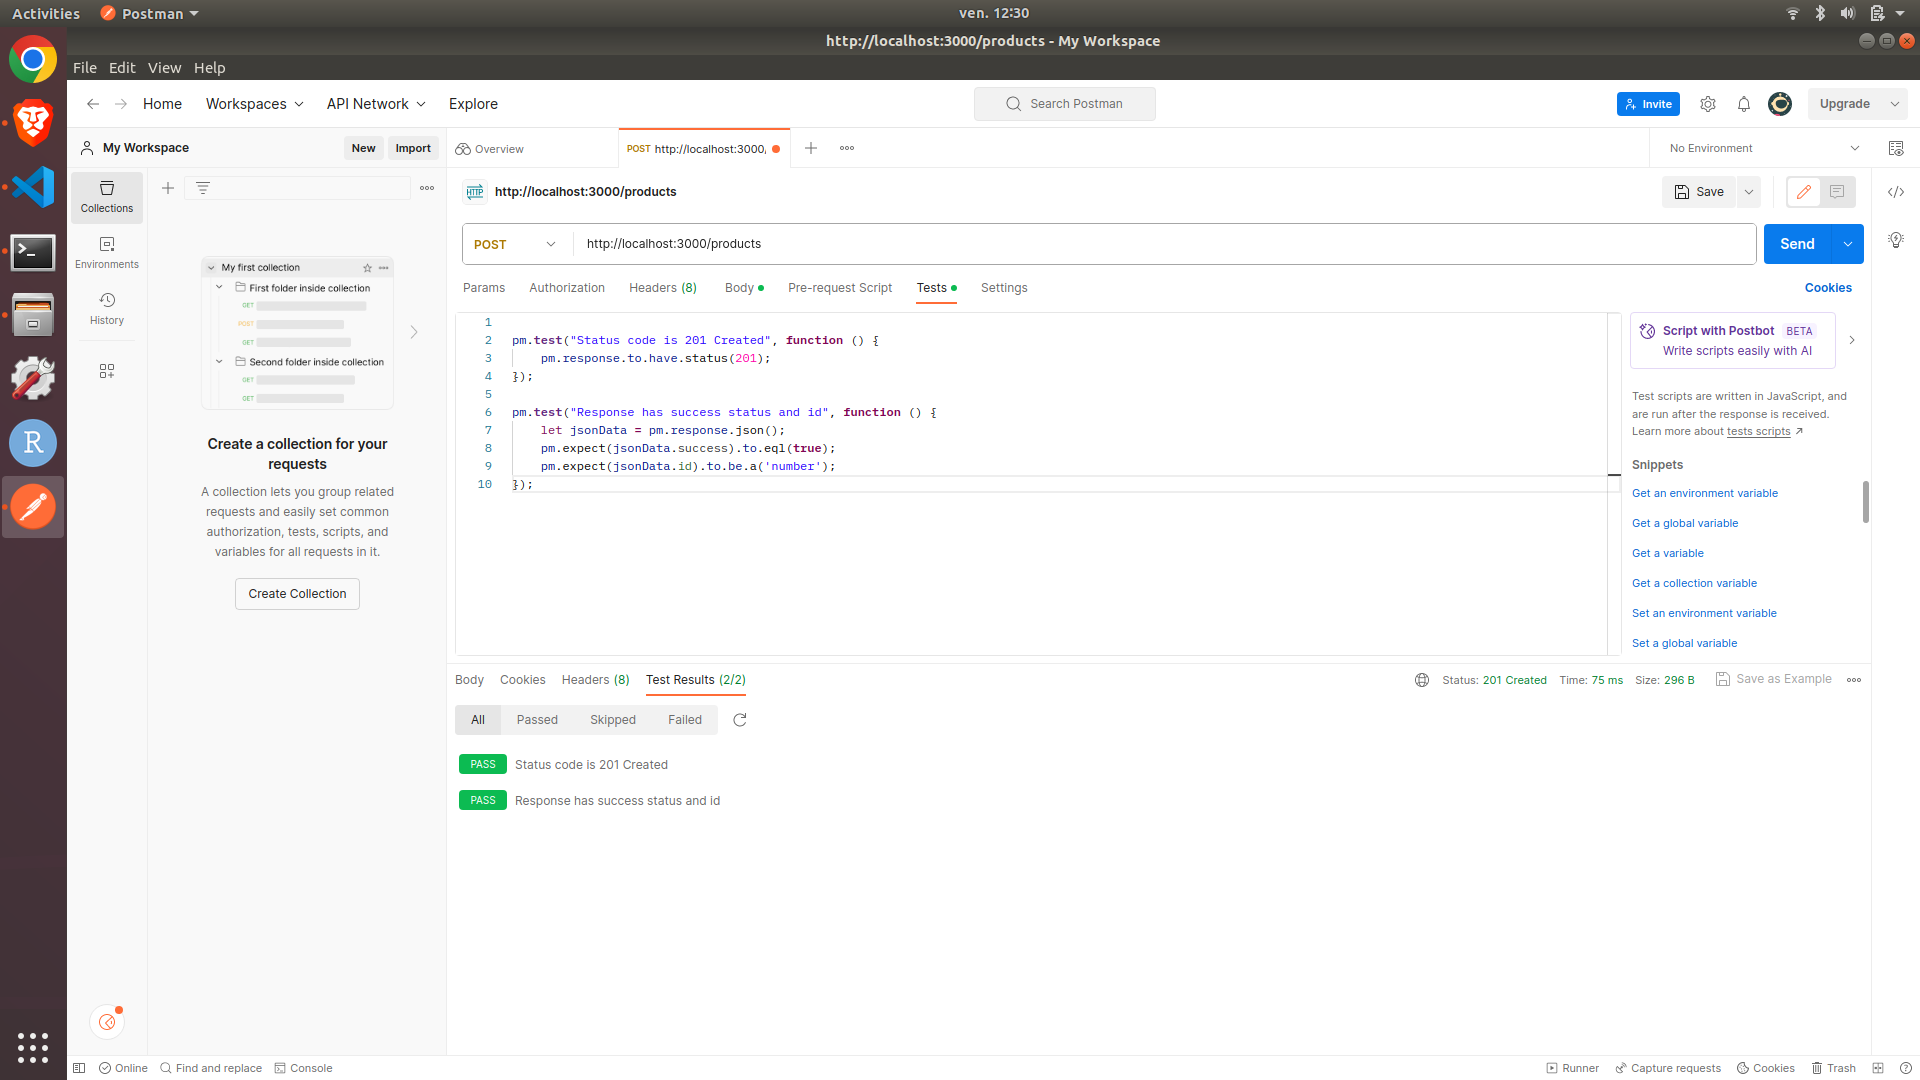 Activities
Postman
ven. 12:30
http://localhost:3000/products - My Workspace
File Edit View Help
Home Workspaces API Network Explore
Search Postman
Invite
Upgrade
My Workspace
New Import
Overview
POST http://localhost:3000/
No Environment
Collections
Environments
History
http://localhost:3000/products
Save
POST
http://localhost:3000/products
Send
Params Authorization Headers (8) Body Pre-request Script Tests Settings
Cookies
My first collection
First folder inside collection
GET
POST
GET
Second folder inside collection
GET
GET
Create a collection for your
requests
A collection lets you group related
requests and easily set common
authorization, tests, scripts, and
variables for all requests in it.
Create Collection
1
2 pm.test("Status code is 201 Created", function () {
3 pm.response.to.have.status(201);
4 });
5
6 pm.test("Response has success status and id", function () {
7 let jsonData = pm.response.json();
8 pm.expect(jsonData.success).to.eql(true);
9 pm.expect(jsonData.id).to.be.a('number');
10 });
Script with Postbot BETA
Write scripts easily with AI
Test scripts are written in JavaScript, and
are run after the response is received.
Learn more about tests scripts
Snippets
Get an environment variable
Get a global variable
Get a variable
Get a collection variable
Set an environment variable
Set a global variable
Body Cookies Headers (8) Test Results (2/2)
Status: 201 Created Time: 75 ms Size: 296 B
Save as Example
All Passed Skipped Failed
PASS Status code is 201 Created
PASS Response has success status and id
Online Find and replace Console
Runner Capture requests Cookies Trash
HTTP
R